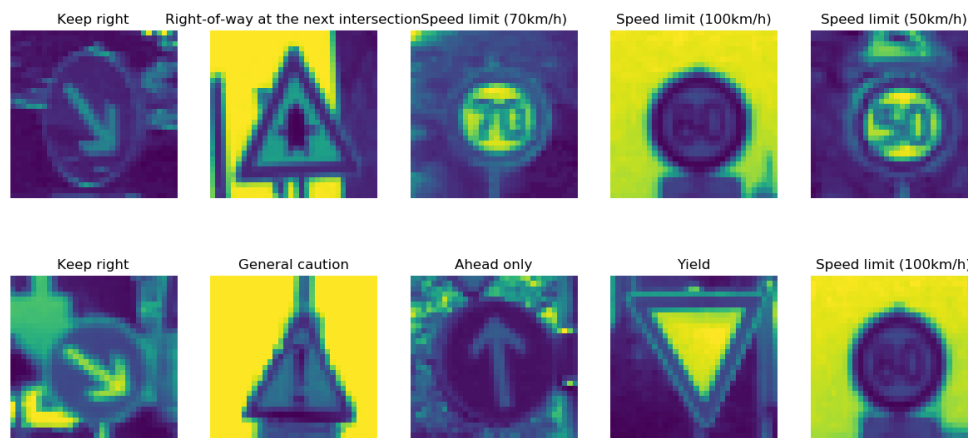 Keep right
Right-of-way at the next intersection
Speed limit (70km/h)
Speed limit (100km/h)
Speed limit (50km/h)
70
50
Keep right
General caution
Ahead only
Yield
Speed limit (100km/h)